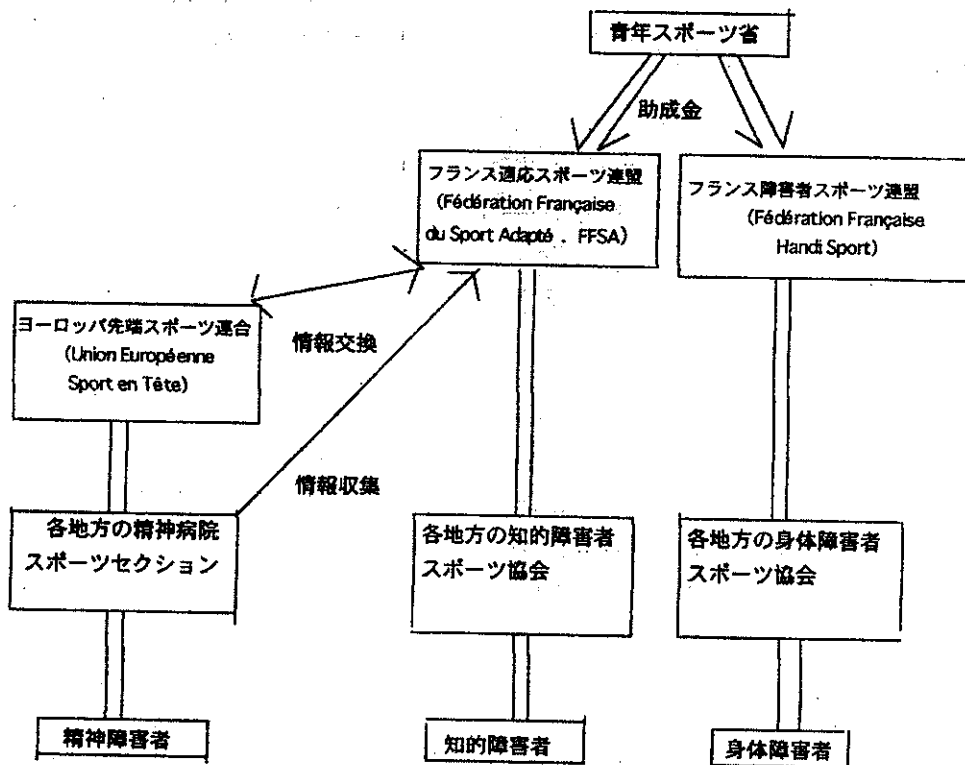 青年スポーツ省
助成金
フランス適応スポーツ連盟
(Fédération Française
du Sport Adapté . FFSA)
フランス障害者スポーツ連盟
(Fédération Française
Handi Sport)
ヨーロッパ先端スポーツ連合
(Union Européenne
Sport en Tête)
情報交換
情報収集
各地方の精神病院
スポーツセクション
各地方の知的障害者
スポーツ協会
各地方の身体障害者
スポーツ協会
精神障害者
知的障害者
身体障害者